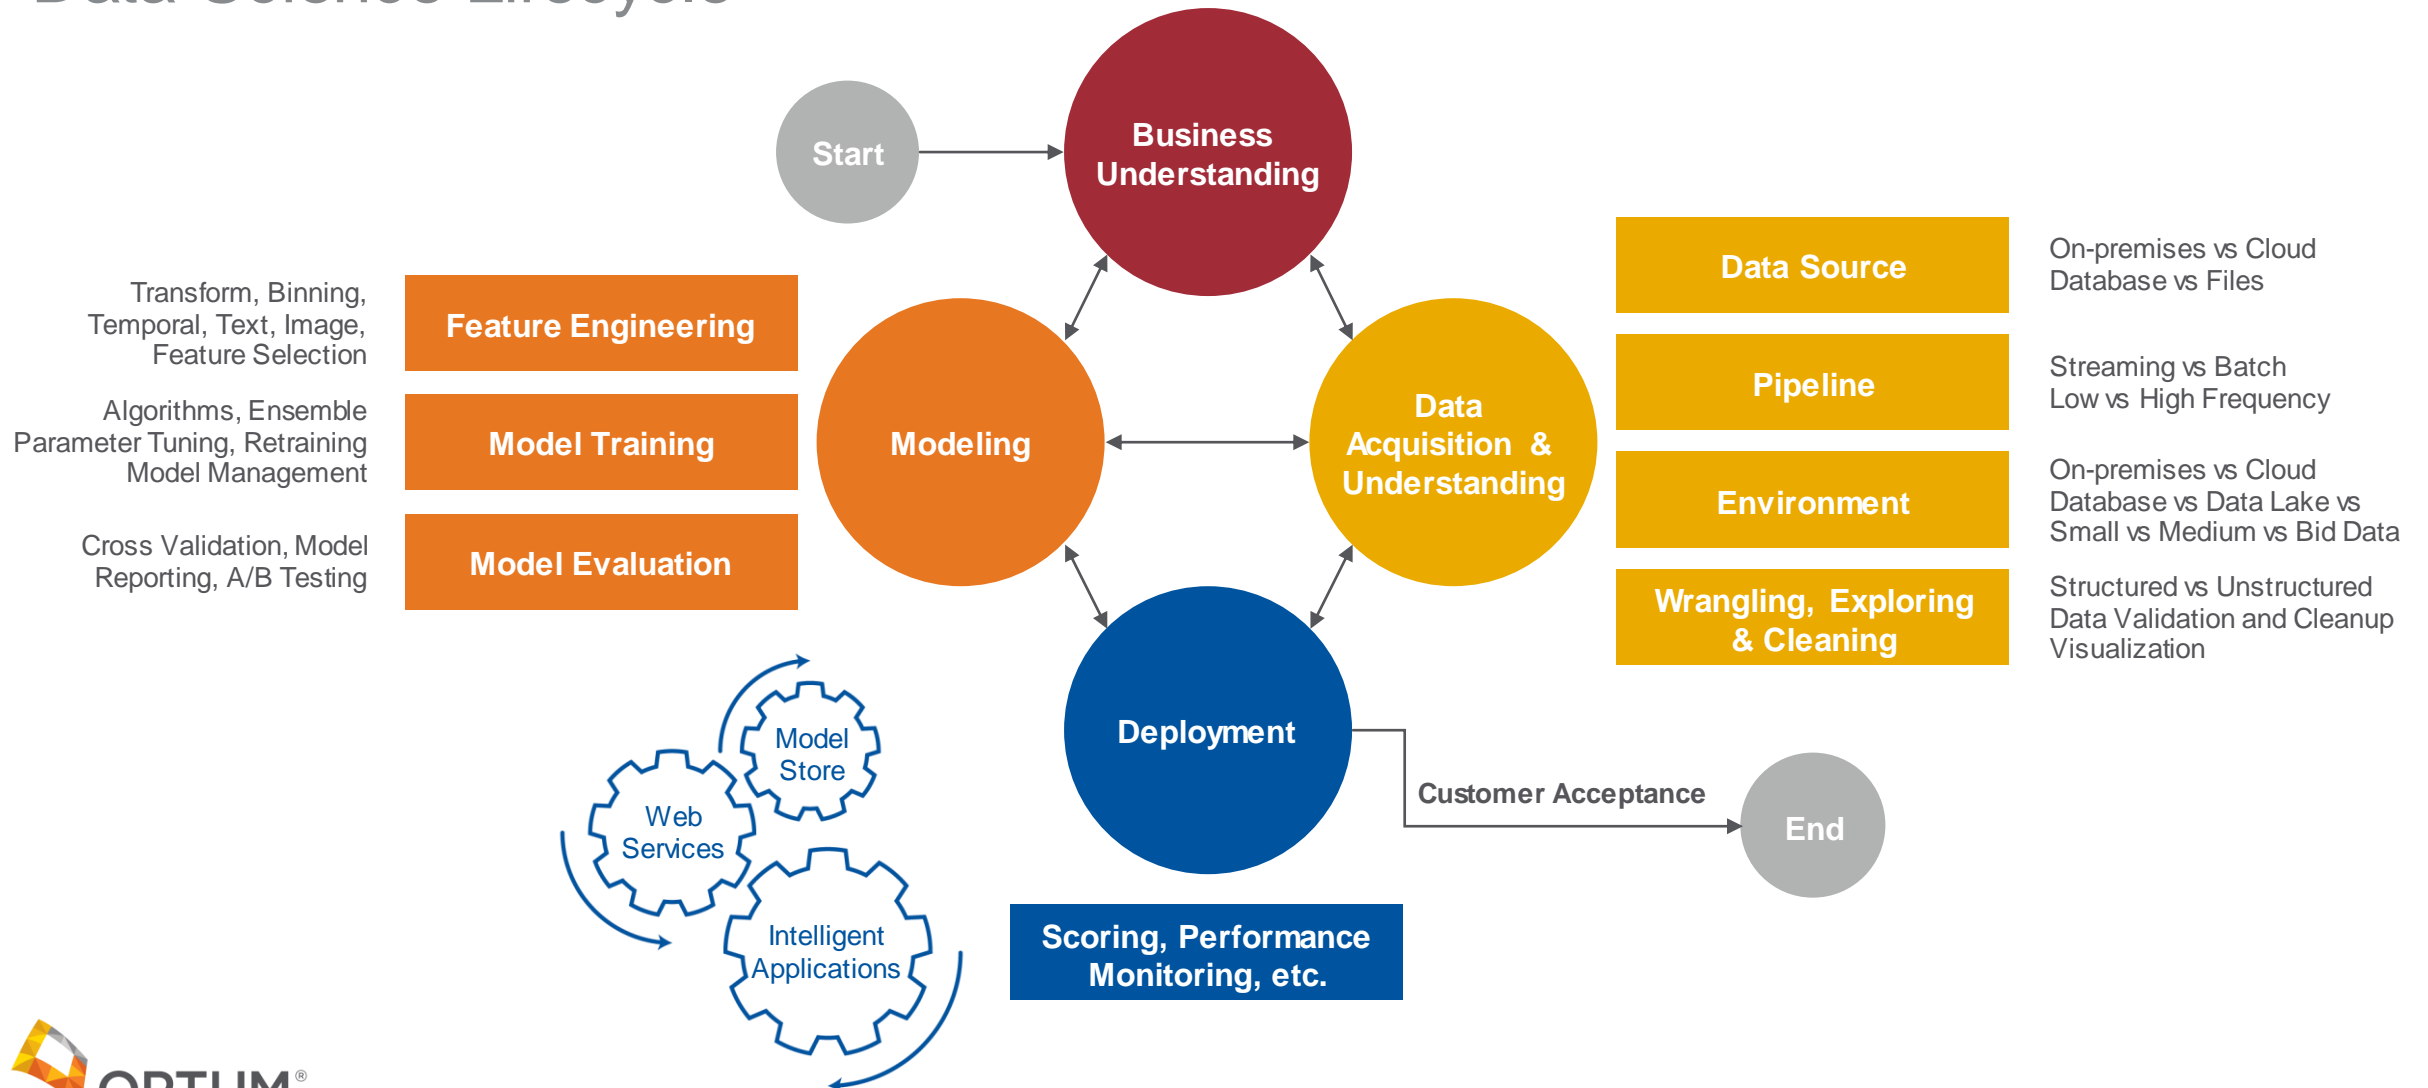 Data Science Lifecycle
Start
Business
Understanding
Transform, Binning,
Temporal, Text, Image,
Feature Selection
Feature Engineering
Algorithms, Ensemble
Parameter Tuning, Retraining
Model Management
Model Training
Cross Validation, Model
Reporting, A/B Testing
Model Evaluation
Modeling
Data
Acquisition &
Understanding
Data Source
On-premises vs Cloud
Database vs Files
Pipeline
Streaming vs Batch
Low vs High Frequency
Environment
On-premises vs Cloud
Database vs Data Lake vs
Small vs Medium vs Bid Data
Wrangling, Exploring
& Cleaning
Structured vs Unstructured
Data Validation and Cleanup
Visualization
Deployment
Customer Acceptance
End
Model
Store
Web
Services
Intelligent
Applications
Scoring, Performance
Monitoring, etc.
OPTUM®